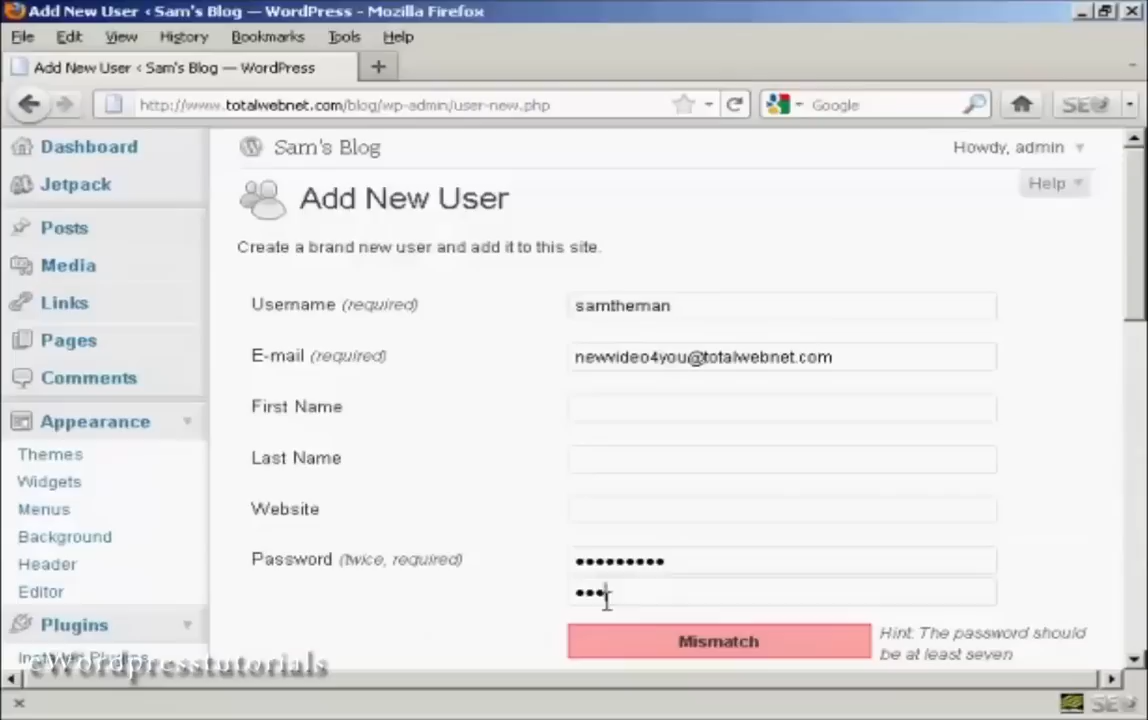 Add New User ‹ Sam's Blog — WordPress - Mozilla Firefox
File Edit View History Bookmarks Tools Help
Add New User ‹ Sam's Blog — WordPress
http://www.totalwebnet.com/blog/wp-admin/user-new.php
Google
Dashboard
Jetpack
Posts
Media
Links
Pages
Comments
Appearance
Themes
Widgets
Menus
Background
Header
Editor
Plugins
Sam's Blog
Howdy, admin
Help
Add New User
Create a brand new user and add it to this site.
Username (required)
samtheman
E-mail (required)
newvideo4you@totalwebnet.com
First Name
Last Name
Website
Password (twice, required)
Mismatch
Hint: The password should
be at least seven
eWordpresstutorials